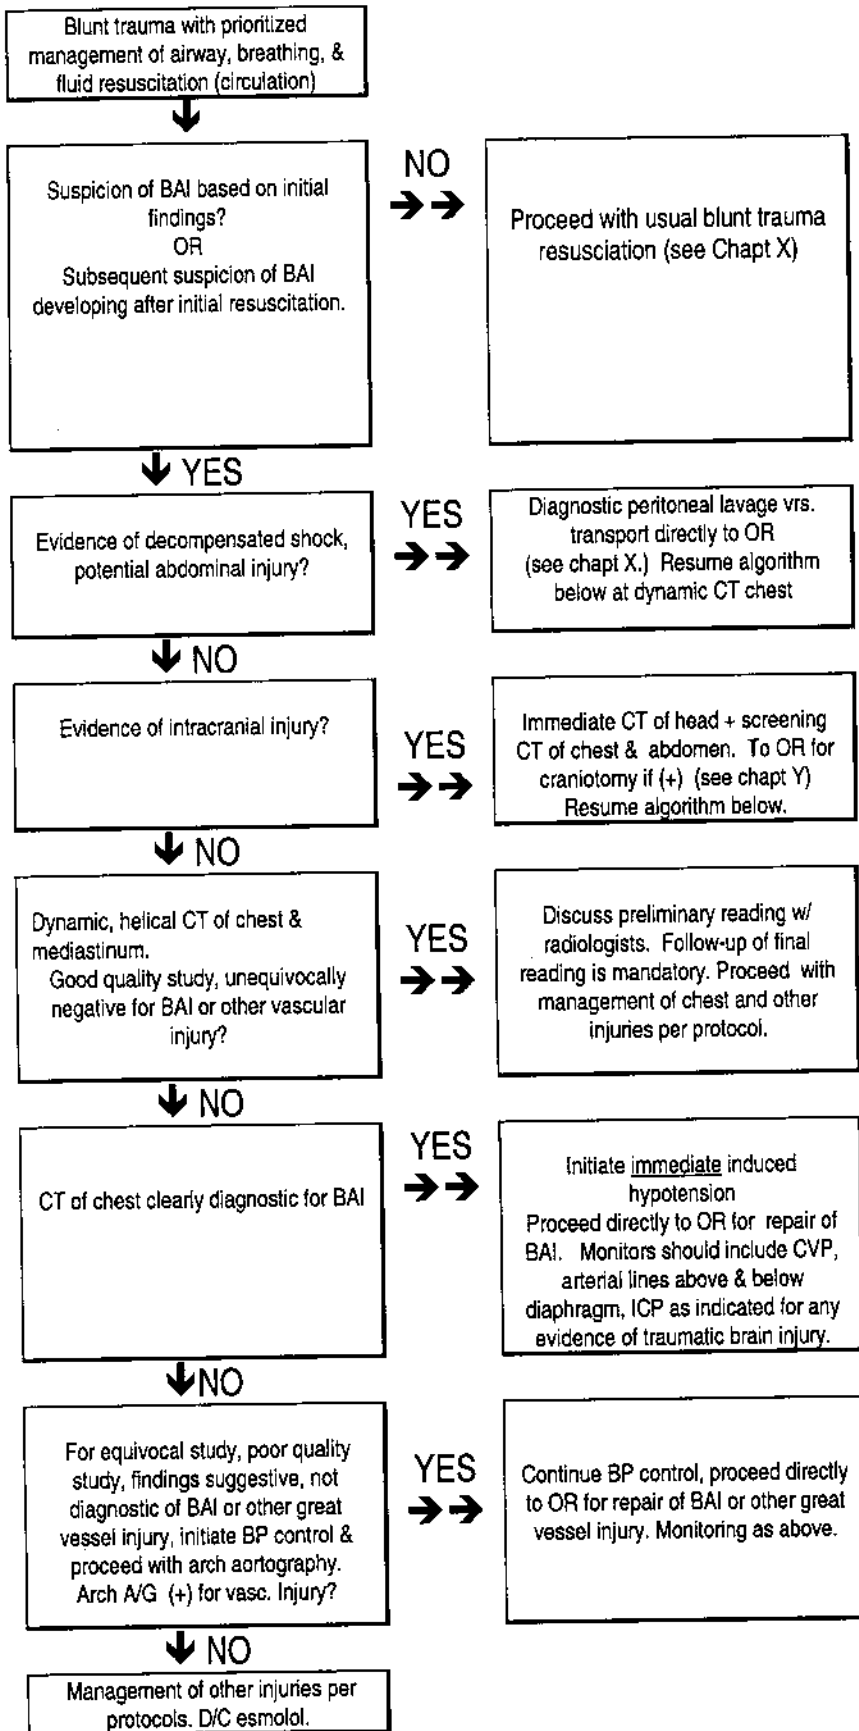 Blunt trauma with prioritized
management of airway, breathing, &
fluid resuscitation (circulation)
Suspicion of BAI based on initial
findings?
OR
Subsequent suspicion of BAI
developing after initial resuscitation.
NO
Proceed with usual blunt trauma
resusciation (see Chapt X)
YES
Evidence of decompensated shock,
potential abdominal injury?
YES
Diagnostic peritoneal lavage vrs.
transport directly to OR
(see chapt X.) Resume algorithm
below at dynamic CT chest
NO
Evidence of intracranial injury?
YES
Immediate CT of head + screening
CT of chest & abdomen. To OR for
craniotomy if (+) (see chapt Y)
Resume algorithm below.
NO
Dynamic, helical CT of chest &
mediastinum.
Good quality study, unequivocally
negative for BAI or other vascular
injury?
YES
Discuss preliminary reading w/
radiologists. Follow-up of final
reading is mandatory. Proceed with
management of chest and other
injuries per protocol.
NO
CT of chest clearly diagnostic for BAI
YES
Initiate immediate induced
hypotension
Proceed directly to OR for repair of
BAI. Monitors should include CVP,
arterial lines above & below
diaphragm, ICP as indicated for any
evidence of traumatic brain injury.
NO
For equivocal study, poor quality
study, findings suggestive, not
diagnostic of BAI or other great
vessel injury, initiate BP control &
proceed with arch aortography.
Arch A/G (+) for vasc. Injury?
YES
Continue BP control, proceed directly
to OR for repair of BAI or other great
vessel injury. Monitoring as above.
NO
Management of other injuries per
protocols. D/C esmolol.